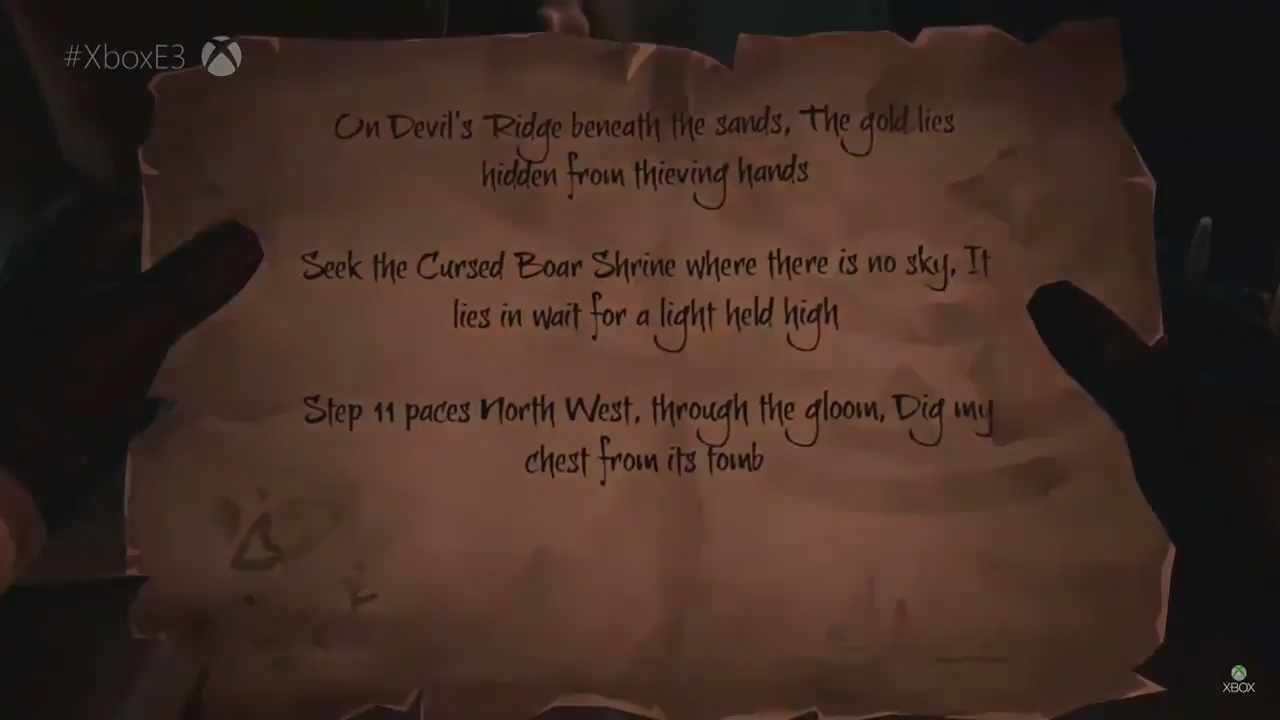 #XboxE3
On Devil's Ridge beneath the sands, The gold lies
hidden from thieving hands
Seek the Cursed Boar Shrine where there is no sky, It
lies in wait for a light held high
Step 11 paces North West, through the gloom, Dig my
chest from its tomb
XBOX